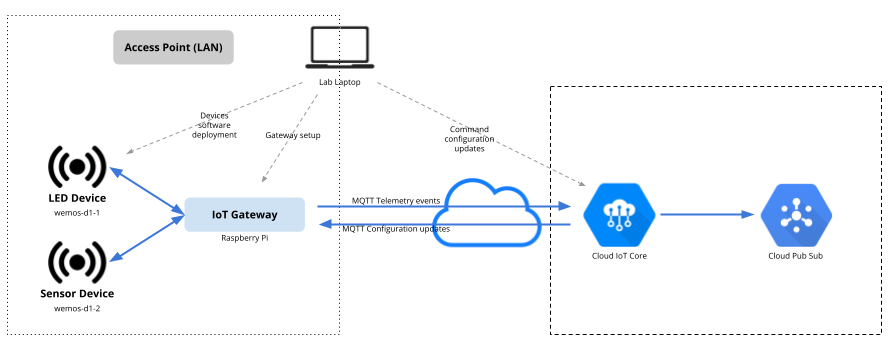 Access Point (LAN)
Lab Laptop
Devices
software
deployment
Gateway setup
Command
configuration
updates
LED Device
wemos-d1-1
IoT Gateway
Raspberry Pi
MQTT Telemetry events
MQTT Configuration updates
Cloud IoT Core
Cloud Pub Sub
Sensor Device
wemos-d1-2